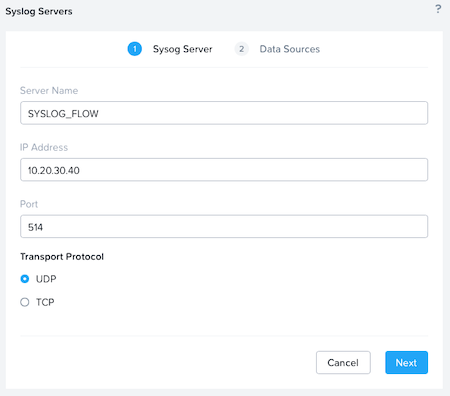 Syslog Servers
?
1 Sysog Server 2 Data Sources
Server Name
SYSLOG_FLOW
IP Address
10.20.30.40
Port
514
Transport Protocol
UDP
TCP
Cancel Next